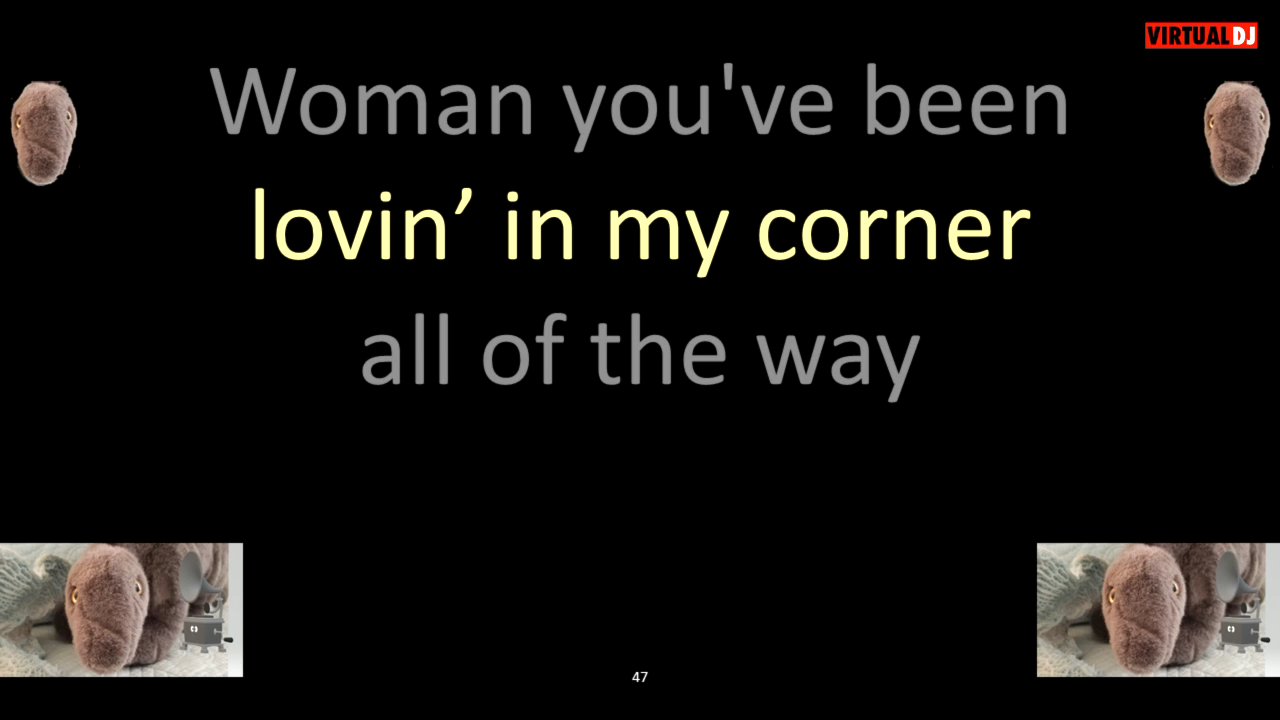 VIRTUAL DJ
Woman you've been
lovin’ in my corner
all of the way
47